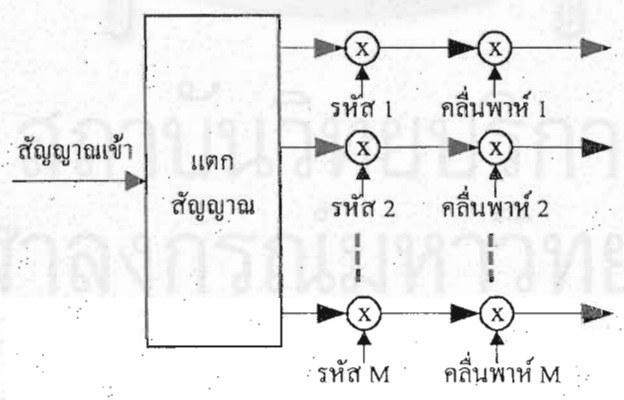 X X
รหัส 1 คลื่นพาห์ 1
สัญญาณเข้า
แตก
สัญญาณ
X X
รหัส 2 คลื่นพาห์ 2
X X
รหัส M คลื่นพาห์ M